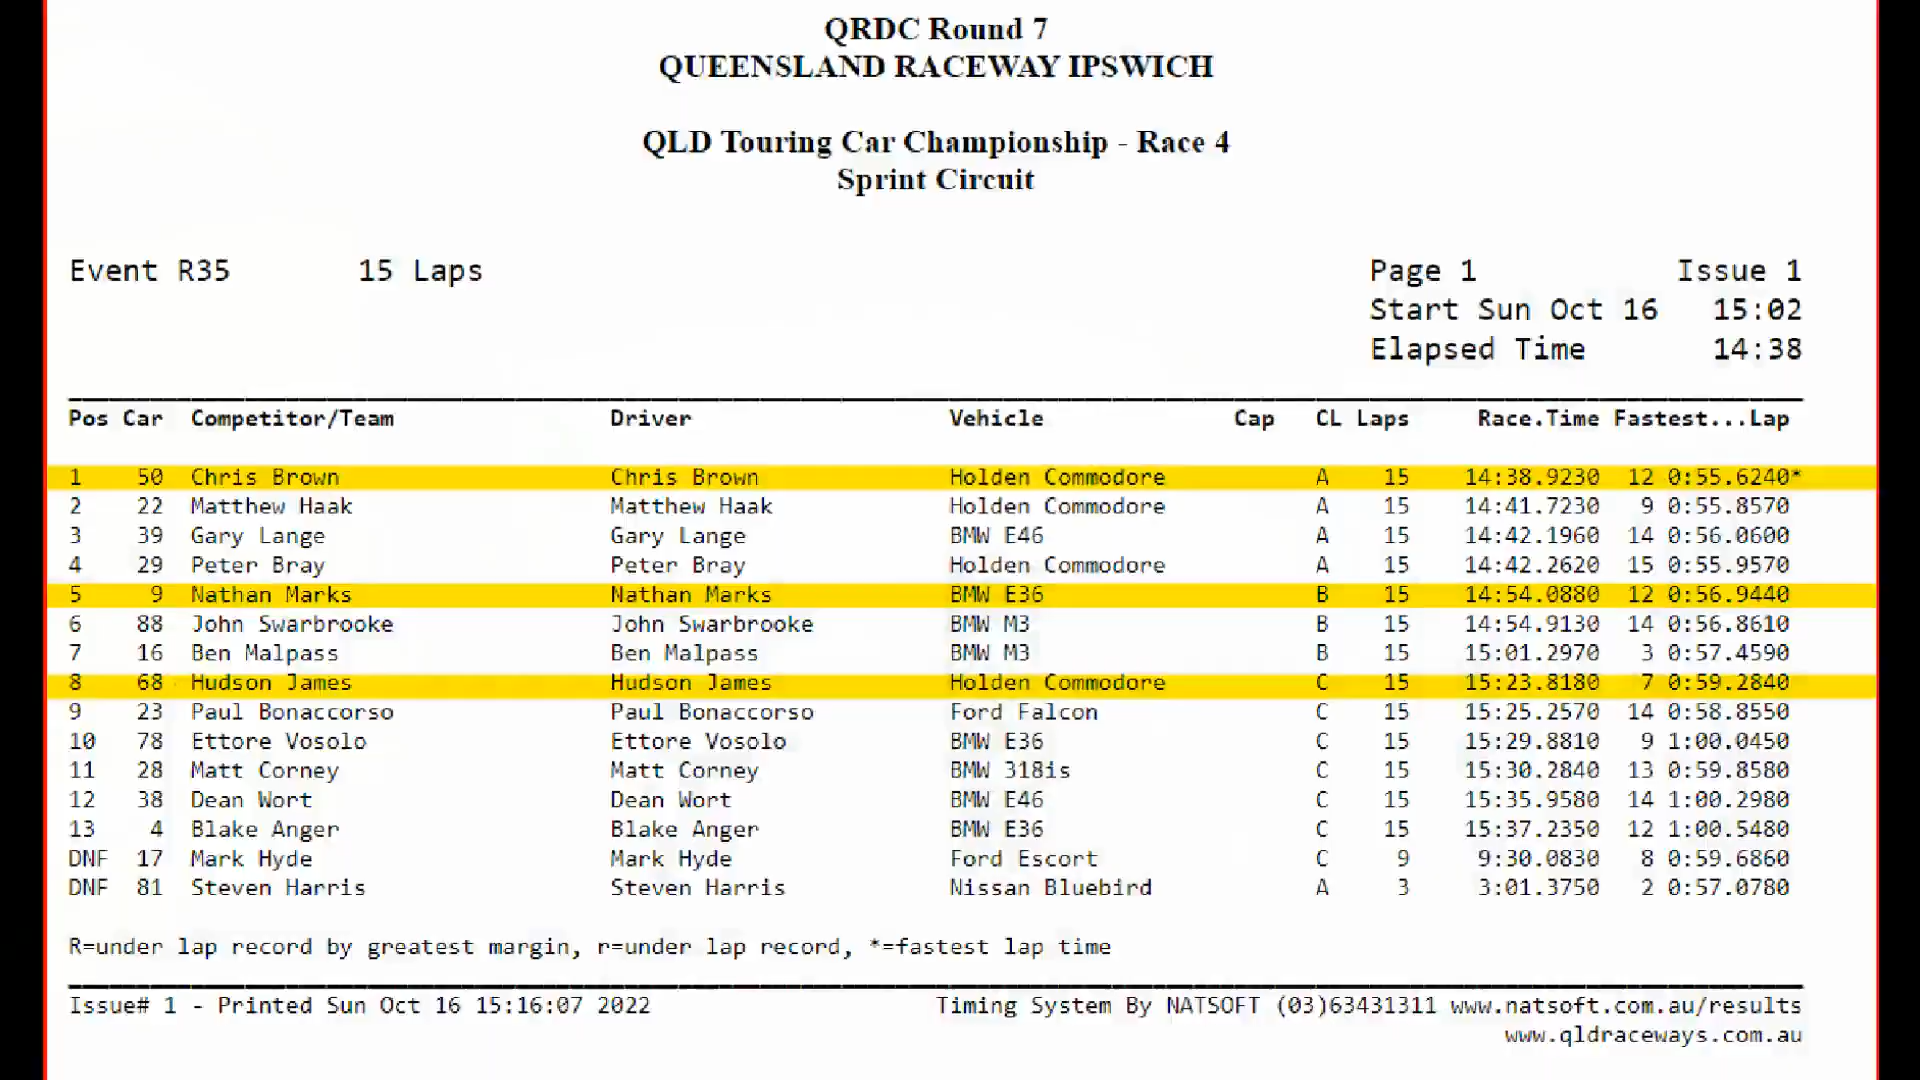 QRDC Round 7
QUEENSLAND RACEWAY IPSWICH
QLD Touring Car Championship - Race 4
Sprint Circuit
Event R35 15 Laps Page 1 Issue 1
Start Sun Oct 16 15:02
Elapsed Time 14:38
Pos Car Competitor/Team Driver Vehicle Cap CL Laps Race.Time Fastest...Lap
1 50 Chris Brown Chris Brown Holden Commodore A 15 14:38.9230 12 0:55.6240*
2 22 Matthew Haak Matthew Haak Holden Commodore A 15 14:41.7230 9 0:55.8570
3 39 Gary Lange Gary Lange BMW E46 A 15 14:42.1960 14 0:56.0600
4 29 Peter Bray Peter Bray Holden Commodore A 15 14:42.2620 15 0:55.9570
5 9 Nathan Marks Nathan Marks BMW E36 B 15 14:54.0880 12 0:56.9440
6 88 John Swarbrooke John Swarbrooke BMW M3 B 15 14:54.9130 14 0:56.8610
7 16 Ben Malpass Ben Malpass BMW M3 B 15 15:01.2970 3 0:57.4590
8 68 Hudson James Hudson James Holden Commodore C 15 15:23.8180 7 0:59.2840
9 23 Paul Bonaccorso Paul Bonaccorso Ford Falcon C 15 15:25.2570 14 0:58.8550
10 78 Ettore Vosolo Ettore Vosolo BMW E36 C 15 15:29.8810 9 1:00.0450
11 28 Matt Corney Matt Corney BMW 318is C 15 15:30.2840 13 0:59.8580
12 38 Dean Wort Dean Wort BMW E46 C 15 15:35.9580 14 1:00.2980
13 4 Blake Anger Blake Anger BMW E36 C 15 15:37.2350 12 1:00.5480
DNF 17 Mark Hyde Mark Hyde Ford Escort C 9 9:30.0830 8 0:59.6860
DNF 81 Steven Harris Steven Harris Nissan Bluebird A 3 3:01.3750 2 0:57.0780
R=under lap record by greatest margin, r=under lap record, *=fastest lap time
Issue# 1 - Printed Sun Oct 16 15:16:07 2022 Timing System By NATSOFT (03)63431311 www.natsoft.com.au/results
www.qldraceways.com.au